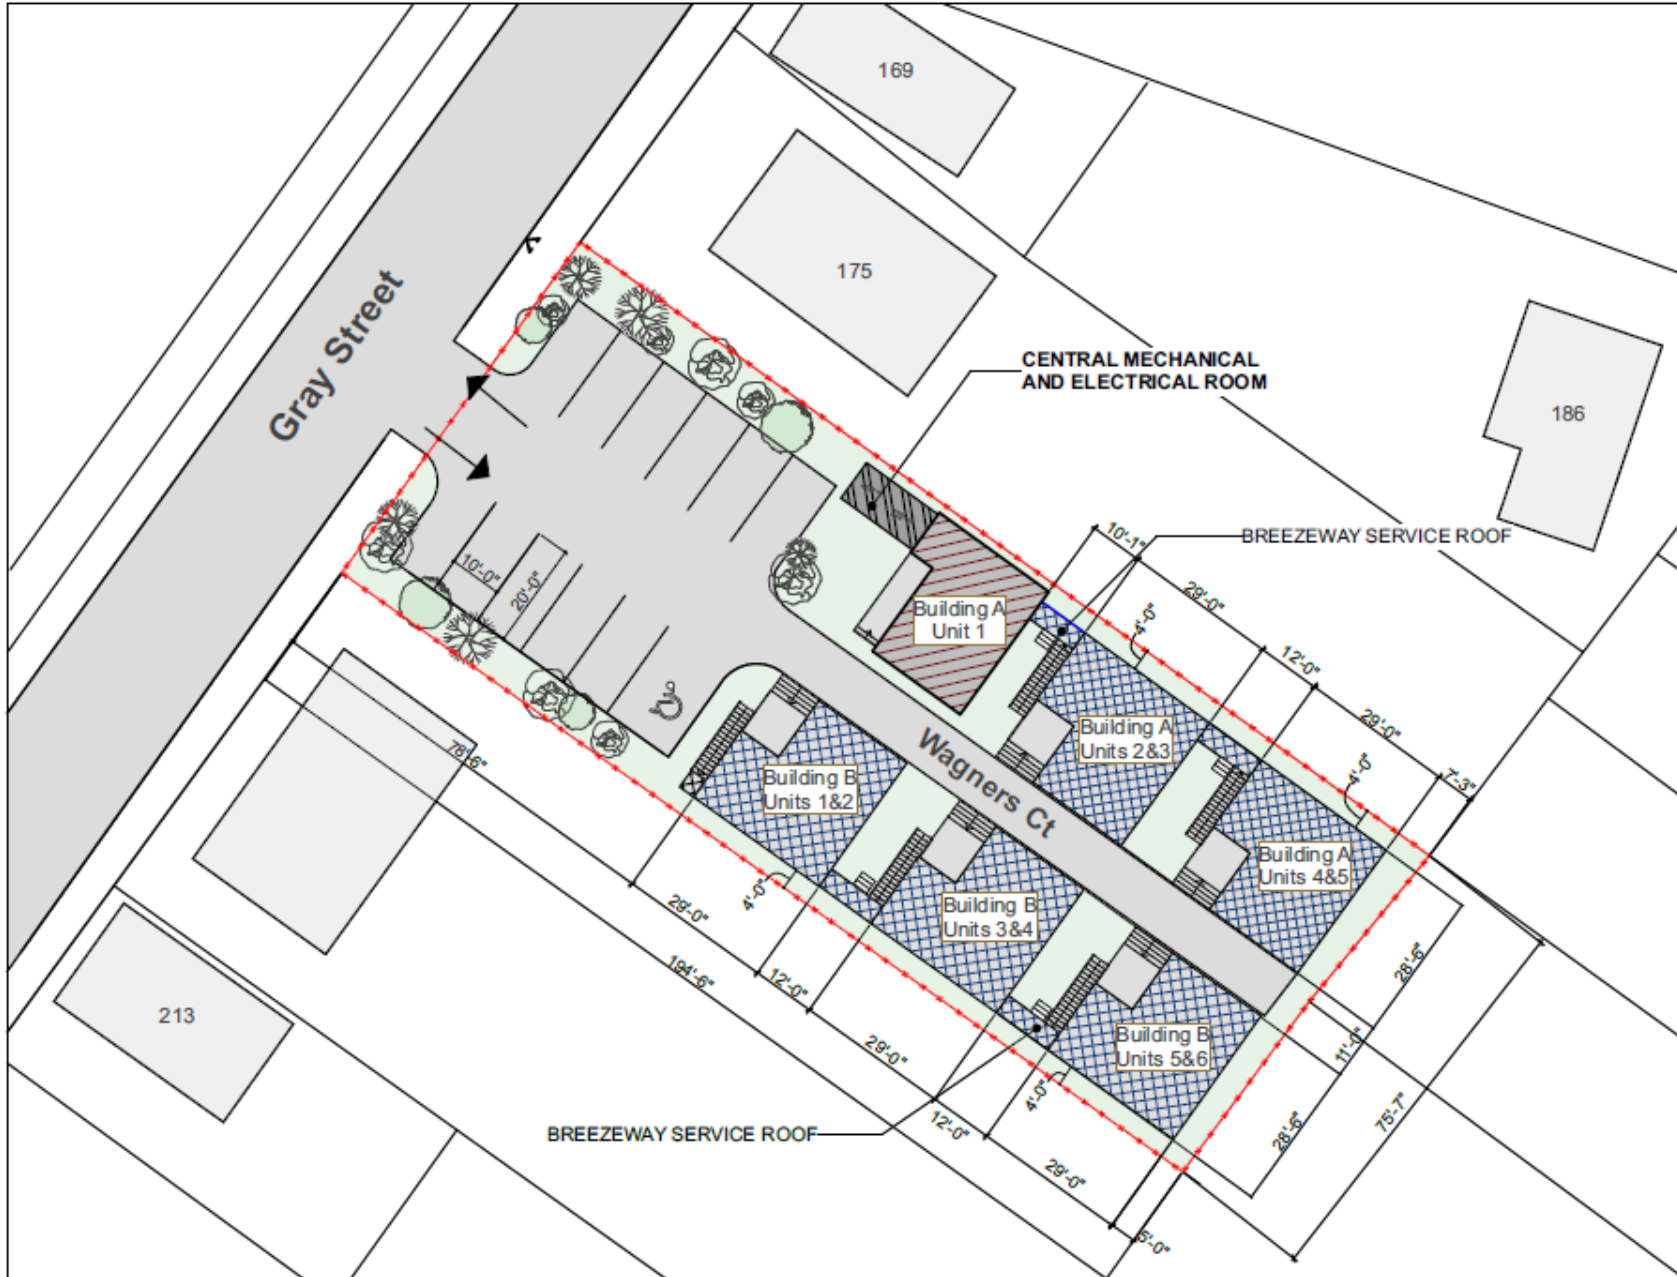 169
175
Gray Street
CENTRAL MECHANICAL
AND ELECTRICAL ROOM
186
BREEZEWAY SERVICE ROOF
10'-1"
29'-0"
4'-0"
12'-0"
29'-0"
4'-0"
7'-3"
10'-0"
20'-0"
Building A
Unit 1
Building A
Units 2&3
Building A
Units 4&5
Wagners Ct
Building B
Units 1&2
Building B
Units 3&4
Building B
Units 5&6
78'-6"
29'-0"
4'-0"
194'-6"
12'-0"
29'-0"
4'-0"
12'-0"
29'-0"
5'-0"
28'-6"
11'-0"
28'-6"
75'-7"
213
BREEZEWAY SERVICE ROOF